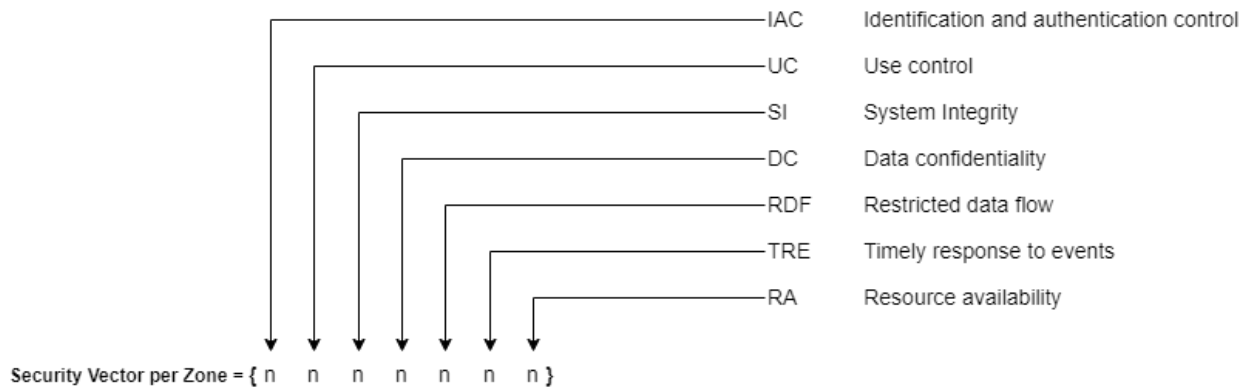 IAC Identification and authentication control
UC Use control
SI System Integrity
DC Data confidentiality
RDF Restricted data flow
TRE Timely response to events
RA Resource availability
Security Vector per Zone = { n n n n n n n }